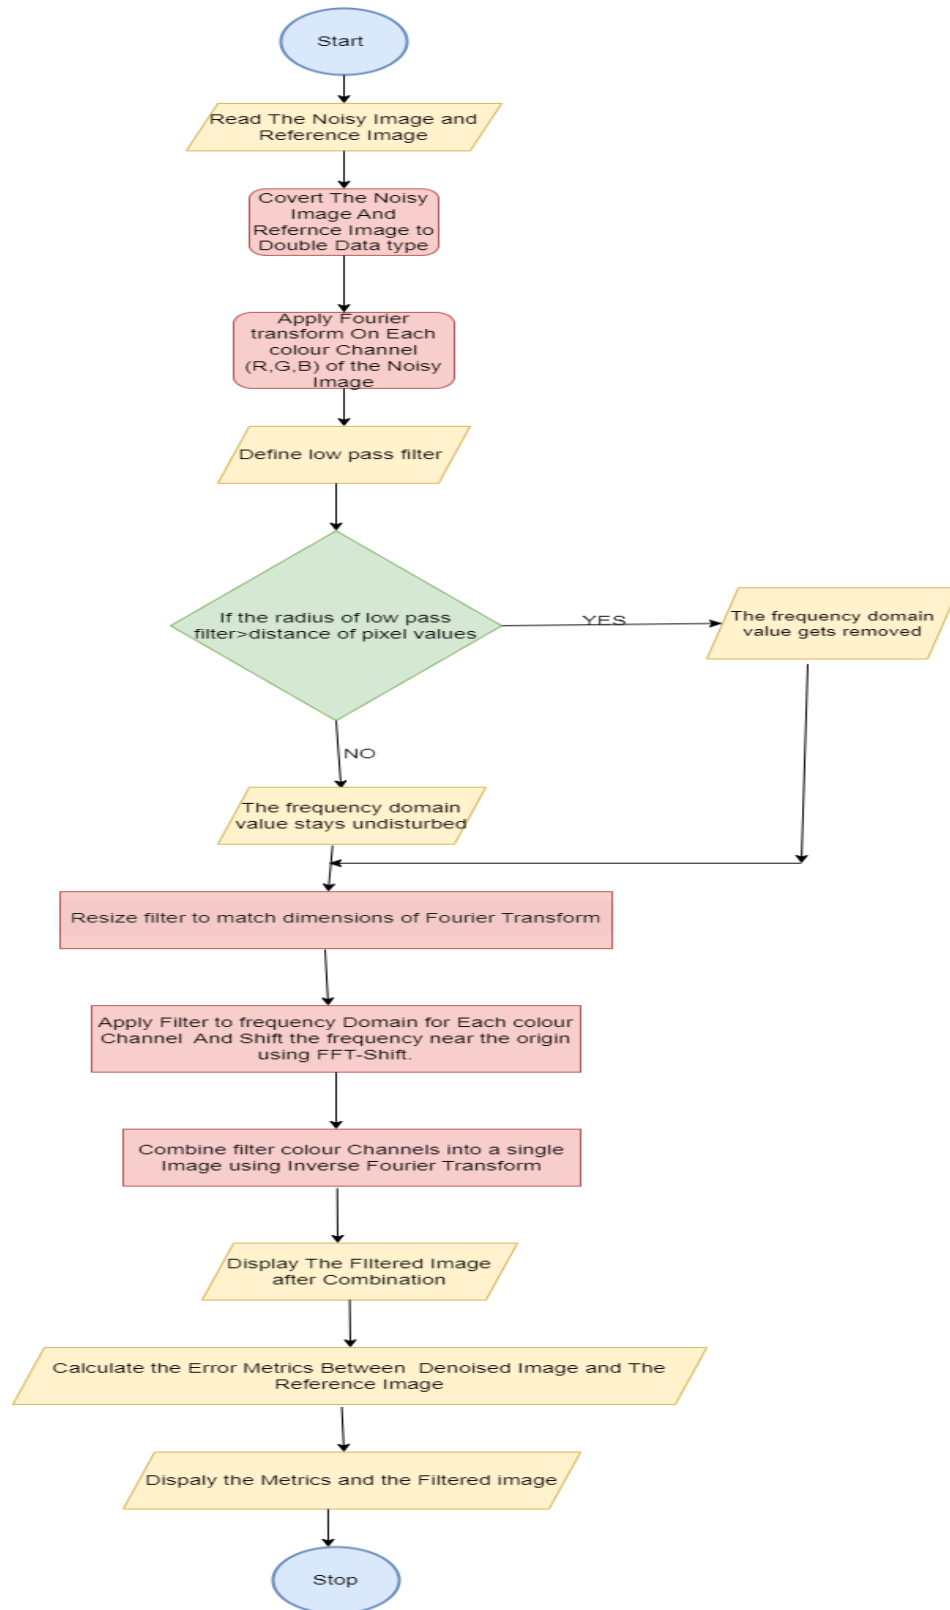 Start
Read The Noisy Image and
Reference Image
Covert The Noisy
Image And
Refernce Image to
Double Data type
Apply Fourier
transform On Each
colour Channel
(R,G,B) of the Noisy
Image
Define low pass filter
If the radius of low pass
filter>distance of pixel values
YES
The frequency domain
value gets removed
NO
The frequency domain
value stays undisturbed
Resize filter to match dimensions of Fourier Transform
Apply Filter to frequency Domain for Each colour
Channel And Shift the frequency near the origin
using FFT-Shift.
Combine filter colour Channels into a single
Image using Inverse Fourier Transform
Display The FIltered Image
after Combination
Calculate the Error Metrics Between Denoised Image and The
Reference Image
Dispaly the Metrics and the Filtered image
Stop